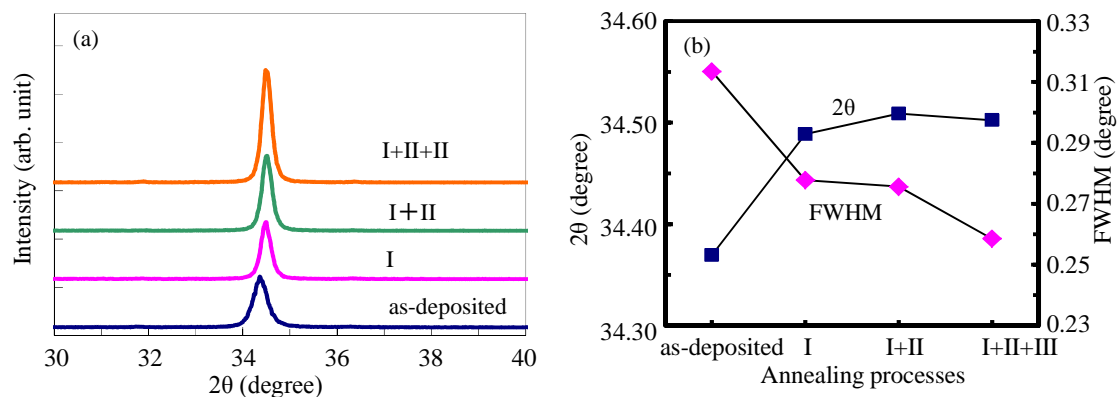 (a)
Intensity (arb. unit)
I+II+II
I+II
I
as-deposited
30 32 34 36 38 40
2θ (degree)
(b)
34.60
34.50
34.40
34.30
2θ (degree)
2θ
FWHM
0.33
0.31
0.29
0.27
0.25
0.23
FWHM (degree)
as-deposited I I+II I+II+III
Annealing processes